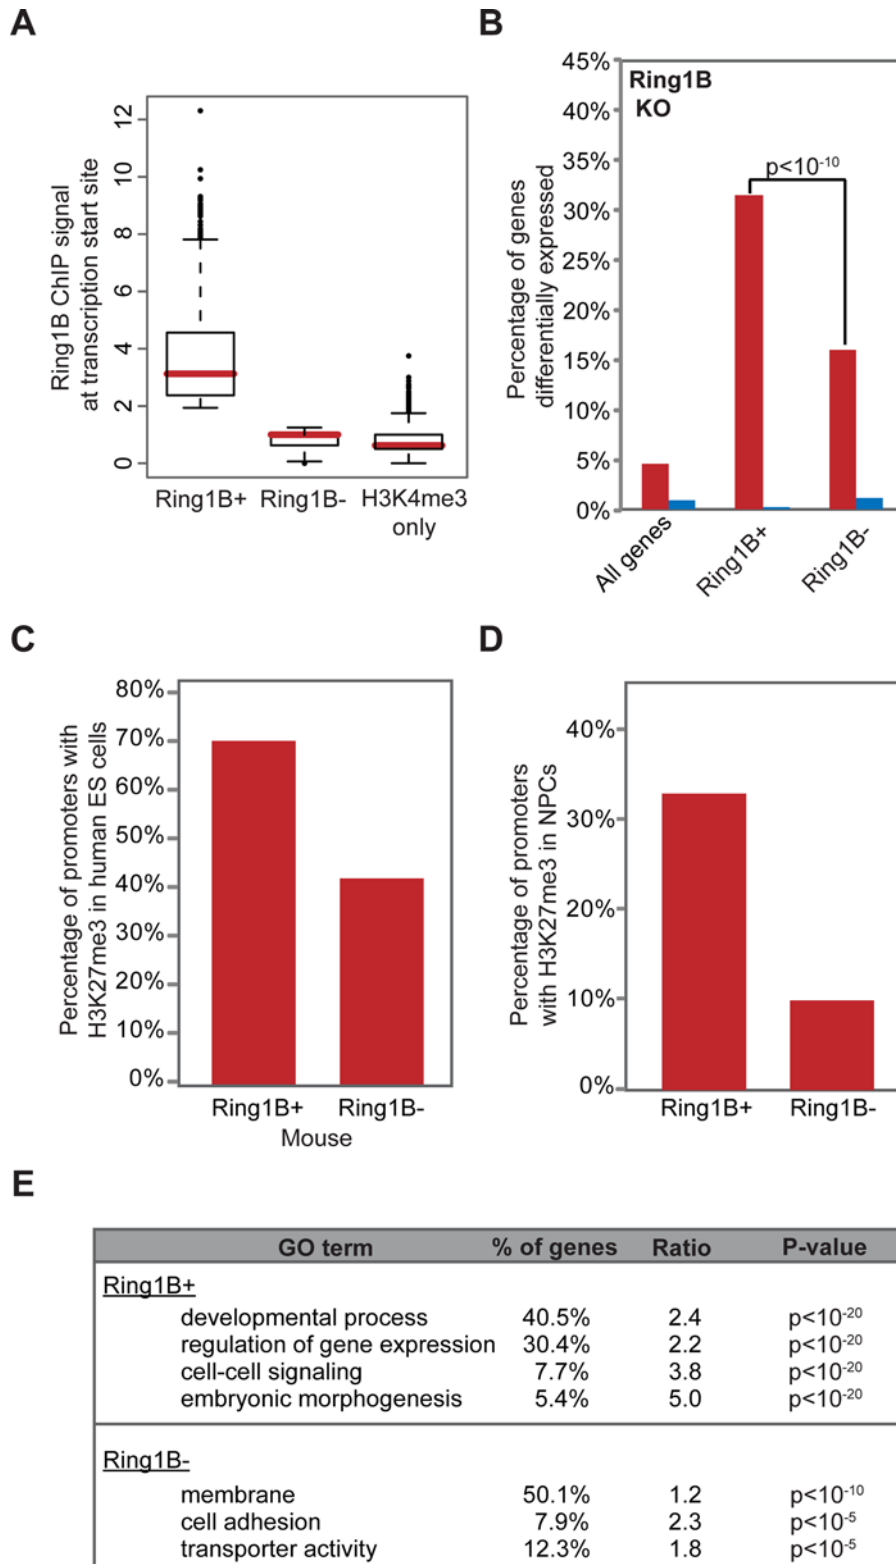 A
Ring1B ChIP signal
at transcription start site
12
10
8
6
4
2
0
Ring1B+ Ring1B- H3K4me3
only
B
Percentage of genes
differentially expressed
45%
40%
35%
30%
25%
20%
15%
10%
5%
0%
Ring1B
KO
p<10⁻¹⁰
All genes
Ring1B+
Ring1B-
C
Percentage of promoters with
H3K27me3 in human ES cells
80%
70%
60%
50%
40%
30%
20%
10%
0%
Ring1B+ Ring1B-
Mouse
D
Percentage of promoters
with H3K27me3 in NPCs
40%
30%
20%
10%
0%
Ring1B+ Ring1B-
E
GO term % of genes Ratio P-value
Ring1B+
developmental process 40.5% 2.4 p<10⁻²⁰
regulation of gene expression 30.4% 2.2 p<10⁻²⁰
cell-cell signaling 7.7% 3.8 p<10⁻²⁰
embryonic morphogenesis 5.4% 5.0 p<10⁻²⁰
Ring1B-
membrane 50.1% 1.2 p<10⁻¹⁰
cell adhesion 7.9% 2.3 p<10⁻⁵
transporter activity 12.3% 1.8 p<10⁻⁵